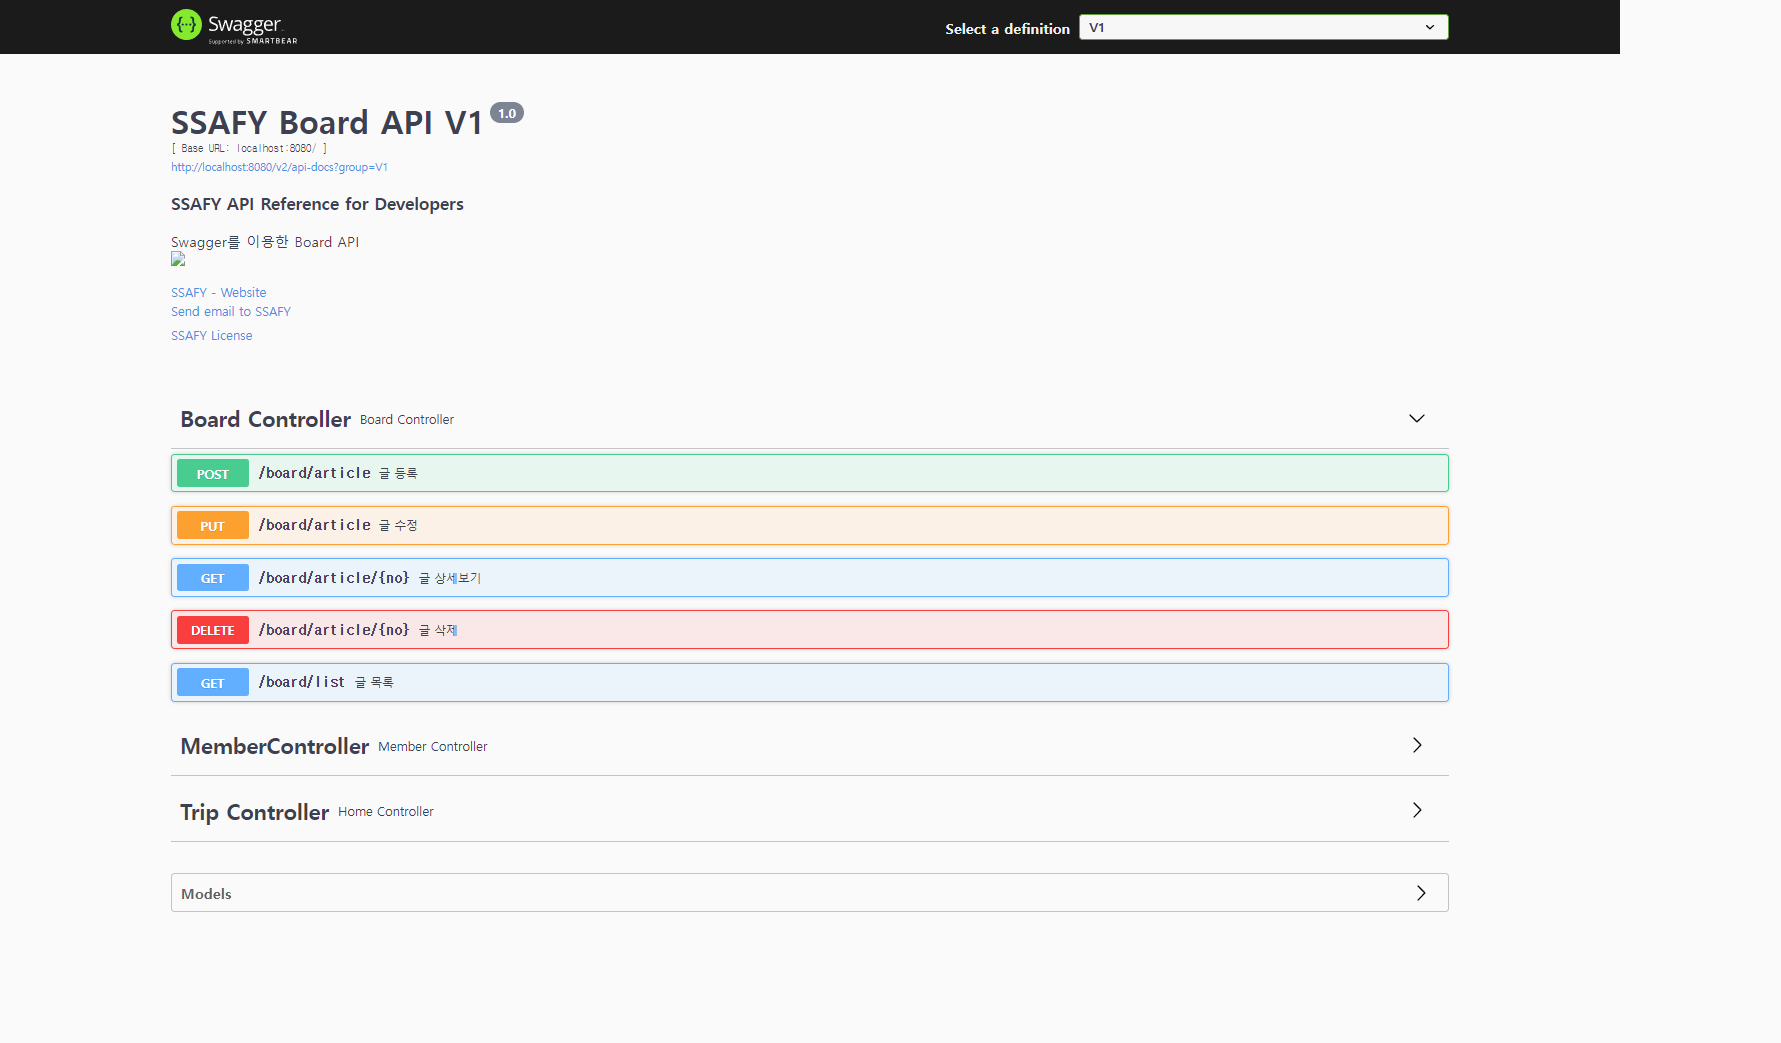 Swagger
Supported by SMARTBEAR
Select a definition
V1
SSAFY Board API V1 1.0
[ Base URL: localhost:8080/ ]
http://localhost:8080/v2/api-docs?group=V1
SSAFY API Reference for Developers
Swagger를 이용한 Board API
SSAFY - Website
Send email to SSAFY
SSAFY License
Board Controller Board Controller
POST /board/article 글 등록
PUT /board/article 글 수정
GET /board/article/{no} 글 상세보기
DELETE /board/article/{no} 글 삭제
GET /board/list 글 목록
MemberController Member Controller
Trip Controller Home Controller
Models